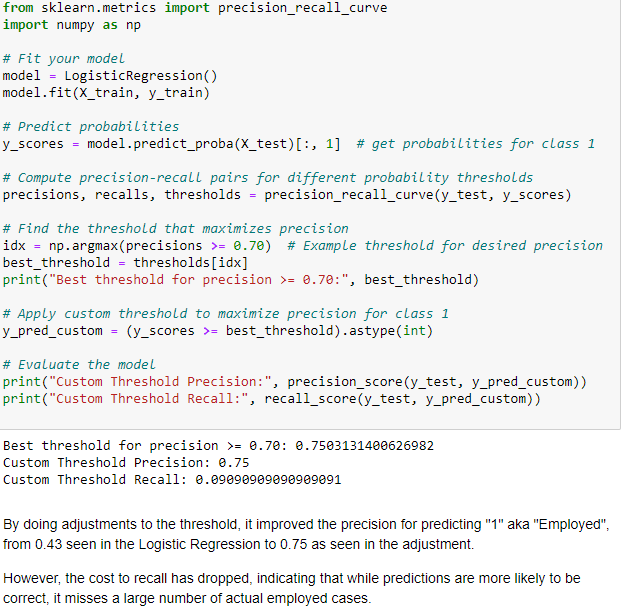 from sklearn.metrics import precision_recall_curve
import numpy as np
# Fit your model
model = LogisticRegression()
model.fit(X_train, y_train)
# Predict probabilities
y_scores = model.predict_proba(X_test)[:, 1]  # get probabilities for class 1
# Compute precision-recall pairs for different probability thresholds
precisions, recalls, thresholds = precision_recall_curve(y_test, y_scores)
# Find the threshold that maximizes precision
idx = np.argmax(precisions >= 0.70)  # Example threshold for desired precision
best_threshold = thresholds[idx]
print("Best threshold for precision >= 0.70:", best_threshold)
# Apply custom threshold to maximize precision for class 1
y_pred_custom = (y_scores >= best_threshold).astype(int)
# Evaluate the model
print("Custom Threshold Precision:", precision_score(y_test, y_pred_custom))
print("Custom Threshold Recall:", recall_score(y_test, y_pred_custom))
Best threshold for precision >= 0.70: 0.7503131400626982
Custom Threshold Precision: 0.75
Custom Threshold Recall: 0.09090909090909091
By doing adjustments to the threshold, it improved the precision for predicting "1" aka "Employed",
from 0.43 seen in the Logistic Regression to 0.75 as seen in the adjustment.
However, the cost to recall has dropped, indicating that while predictions are more likely to be
correct, it misses a large number of actual employed cases.